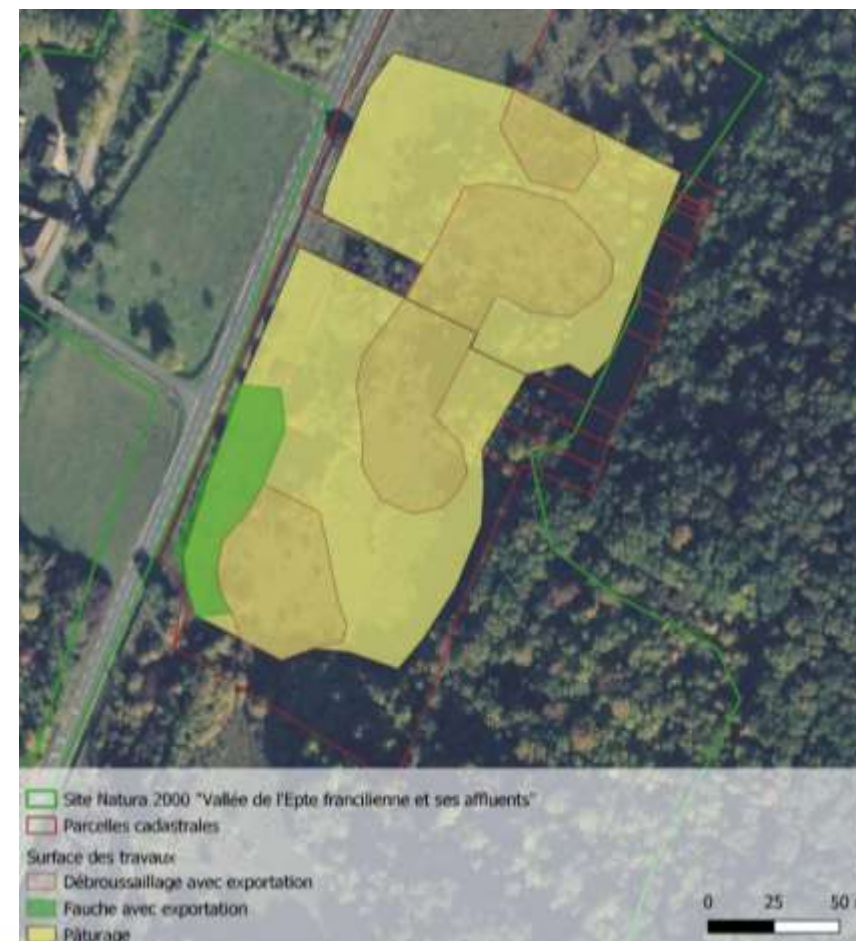 Site Natura 2000 "Vallée de l'Epte francilienne et ses affluents"
Parcelles cadastrales
Surface des travaux
Débroussaillage avec exportation
Fauche avec exportation
Pâturage
0 25 50